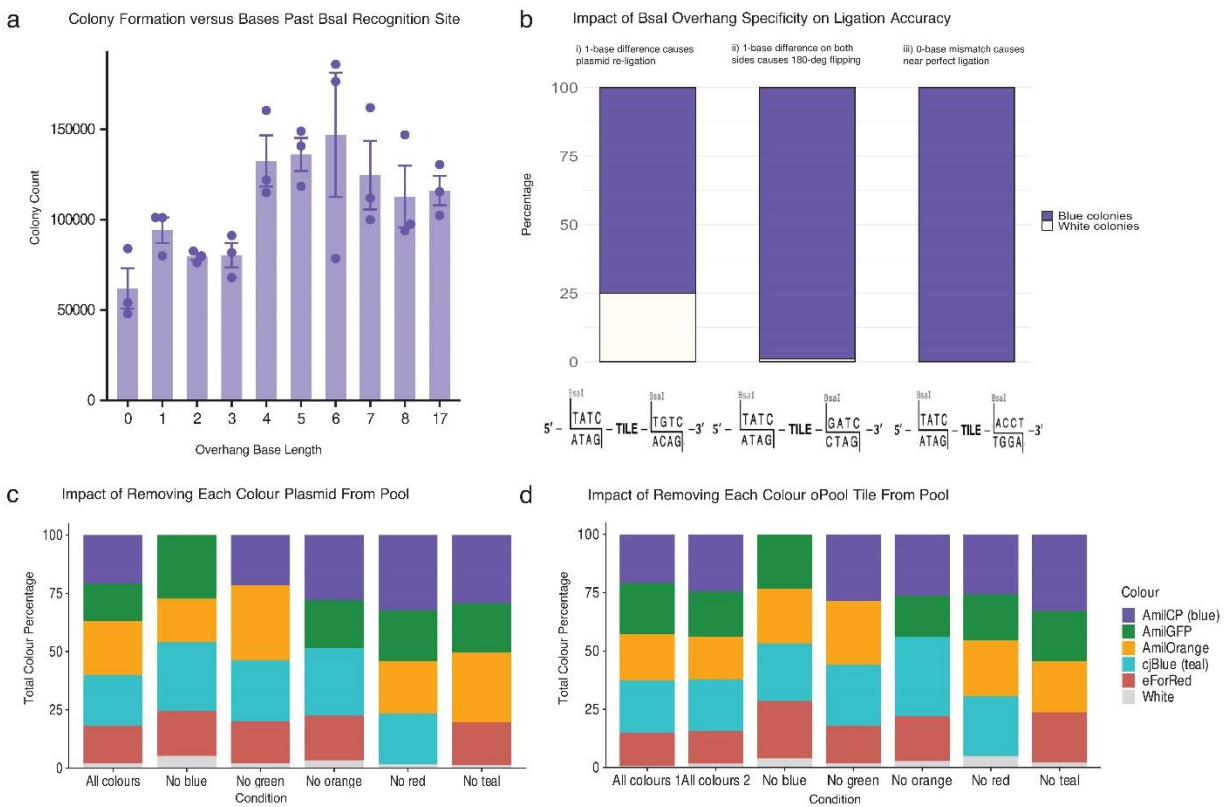 a
Colony Formation versus Bases Past BsaI Recognition Site
Colony Count
150000
100000
50000
0
0 1 2 3 4 5 6 7 8 17
Overhang Base Length
b
Impact of BsaI Overhang Specificity on Ligation Accuracy
i) 1-base difference causes
plasmid re-ligation
ii) 1-base difference on both
sides causes 180-deg flipping
iii) 0-base mismatch causes
near perfect ligation
Percentage
100
75
50
25
0
Blue colonies
White colonies
BsaI BsaI BsaI BsaI BsaI BsaI
TATC TGTC TATC GATC TATC ACCT
5' – – TILE – –3' – – TILE – –3' 5' – – TILE – –3'
ATAG ACAG ATAG CTAG ATAG TGGA
c
Impact of Removing Each Colour Plasmid From Pool
Total Colour Percentage
100
75
50
25
0
All colours No blue No green No orange No red No teal
Condition
d
Impact of Removing Each Colour oPool Tile From Pool
Total Colour Percentage
100
75
50
25
0
All colours 1 All colours 2 No blue No green No orange No red No teal
Condition
Colour
AmilCP (blue)
AmilGFP
AmilOrange
cjBlue (teal)
eForRed
White